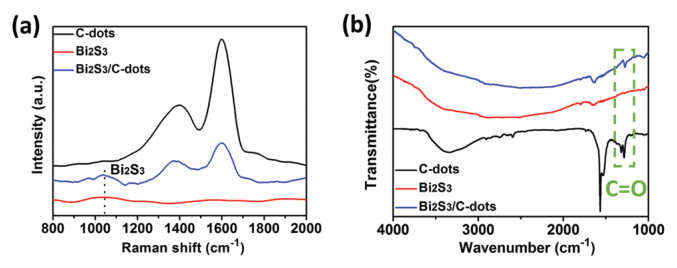 (a)
C-dots
Bi2S3
Bi2S3/C-dots
Bi2S3
Intensity (a.u.)
800 1000 1200 1400 1600 1800 2000
Raman shift (cm-1)
(b)
Transmittance(%)
C=O
C-dots
Bi2S3
Bi2S3/C-dots
4000 3000 2000 1000
Wavenumber (cm-1)